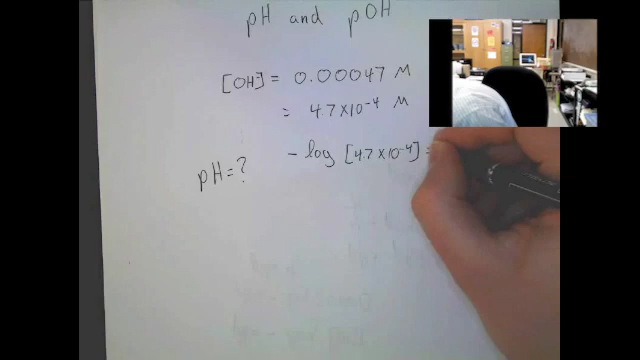 pH and pOH
[OH] = 0.00047 M
= 4.7×10⁻⁴ M
- log [4.7×10⁻⁴] =
pH = ?